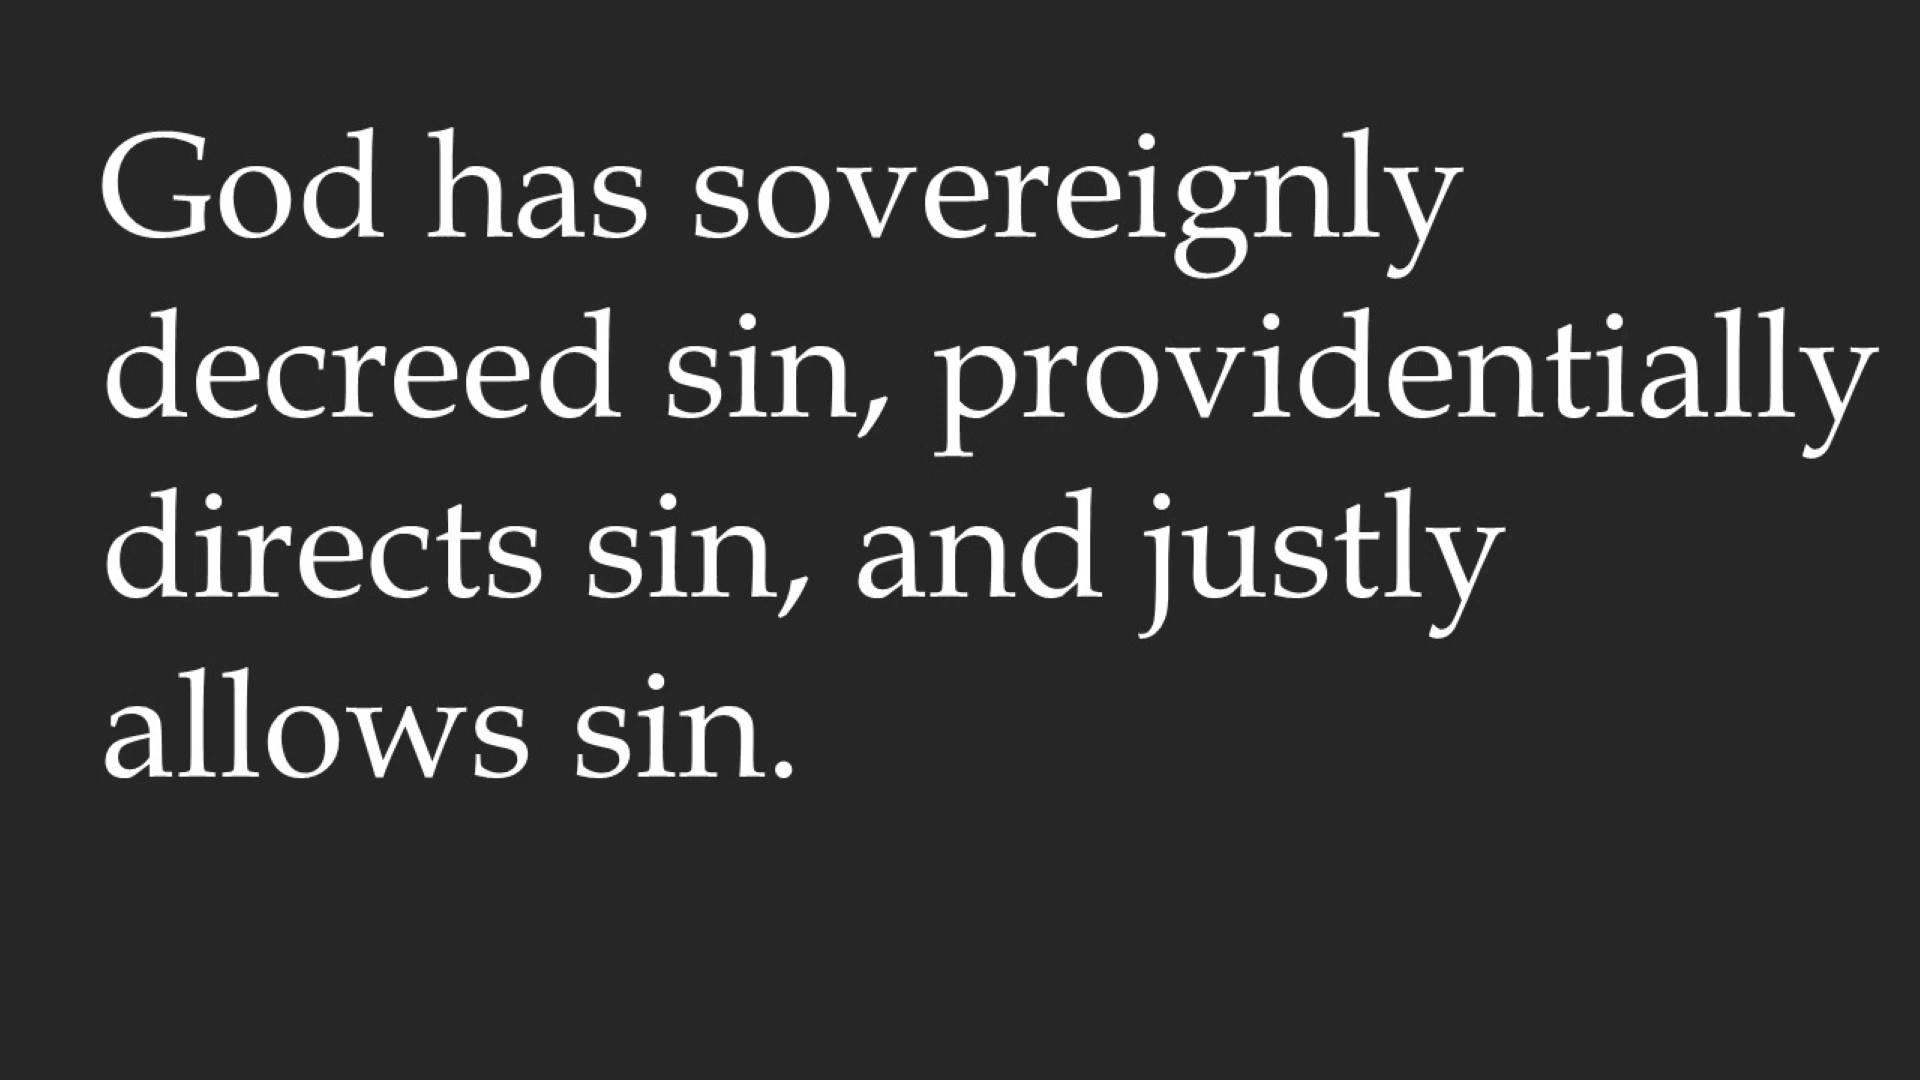 God has sovereignly
decreed sin, providentially
directs sin, and justly
allows sin.